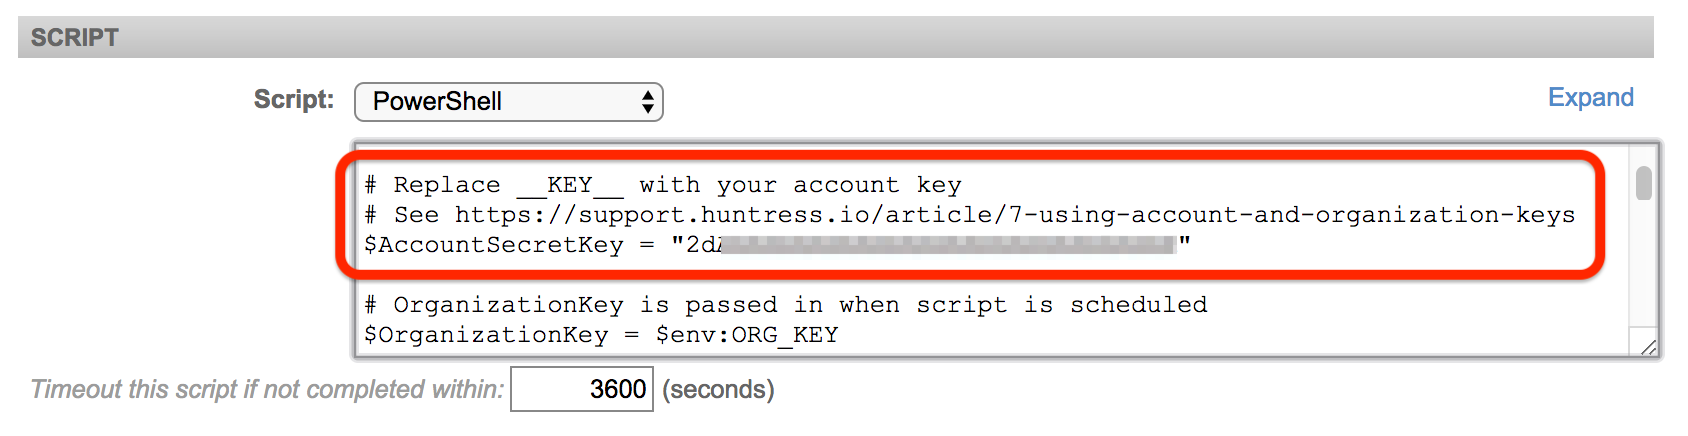 SCRIPT
Script: PowerShell Expand
# Replace __KEY__ with your account key
# See https://support.huntress.io/article/7-using-account-and-organization-keys
$AccountSecretKey = "2d "
# OrganizationKey is passed in when script is scheduled
$OrganizationKey = $env:ORG_KEY
Timeout this script if not completed within: 3600 (seconds)